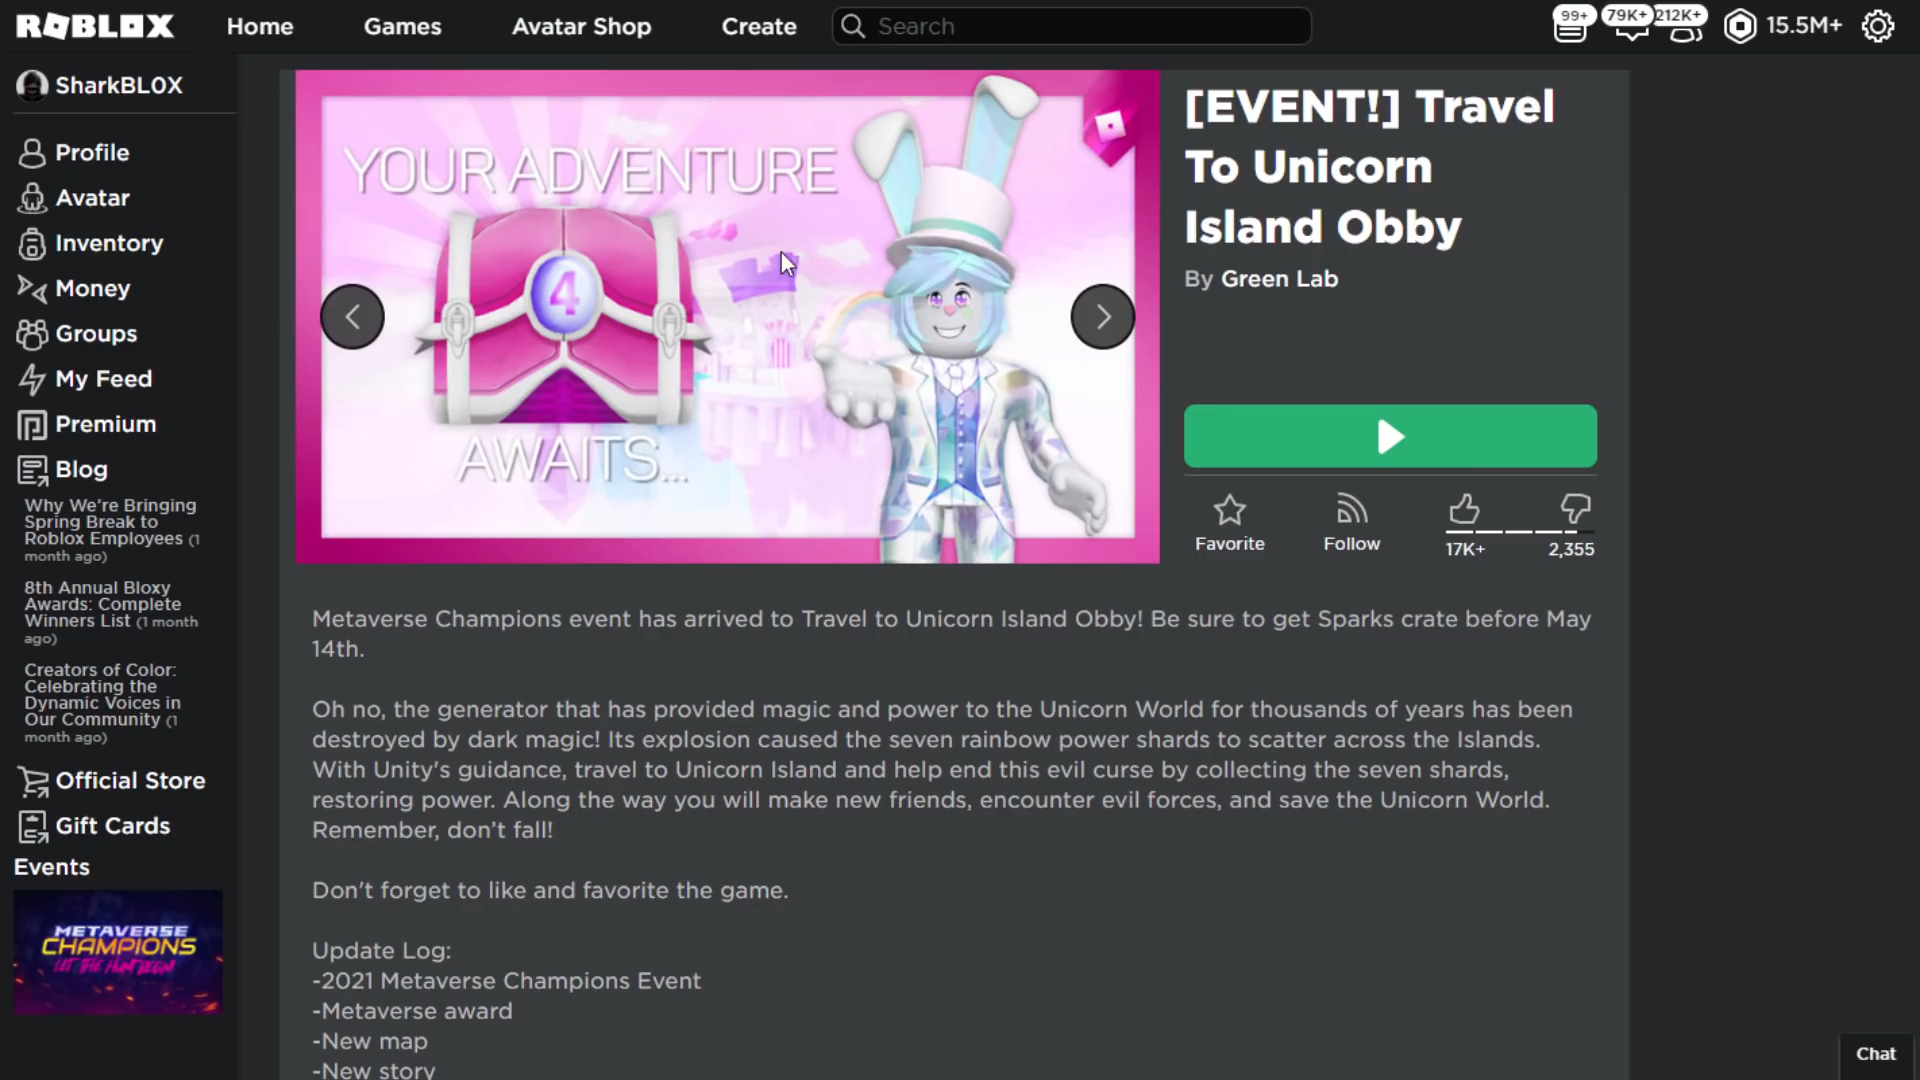 ROBLOX
Home
Games
Avatar Shop
Create
Search
99+
79K+
212K+
15.5M+
SharkBL0X
Profile
Avatar
Inventory
Money
Groups
My Feed
Premium
Blog
Why We're Bringing
Spring Break to
Roblox Employees (1
month ago)
8th Annual Bloxy
Awards: Complete
Winners List (1 month
ago)
Creators of Color:
Celebrating the
Dynamic Voices in
Our Community (1
month ago)
Official Store
Gift Cards
Events
METAVERSE
CHAMPIONS
LET THE HUNT BEGIN
YOUR ADVENTURE
4
AWAITS...
[EVENT!] Travel
To Unicorn
Island Obby
By Green Lab
Favorite
Follow
17K+
2,355
Metaverse Champions event has arrived to Travel to Unicorn Island Obby! Be sure to get Sparks crate before May
14th.
Oh no, the generator that has provided magic and power to the Unicorn World for thousands of years has been
destroyed by dark magic! Its explosion caused the seven rainbow power shards to scatter across the Islands.
With Unity's guidance, travel to Unicorn Island and help end this evil curse by collecting the seven shards,
restoring power. Along the way you will make new friends, encounter evil forces, and save the Unicorn World.
Remember, don't fall!
Don't forget to like and favorite the game.
Update Log:
-2021 Metaverse Champions Event
-Metaverse award
-New map
-New story
Chat